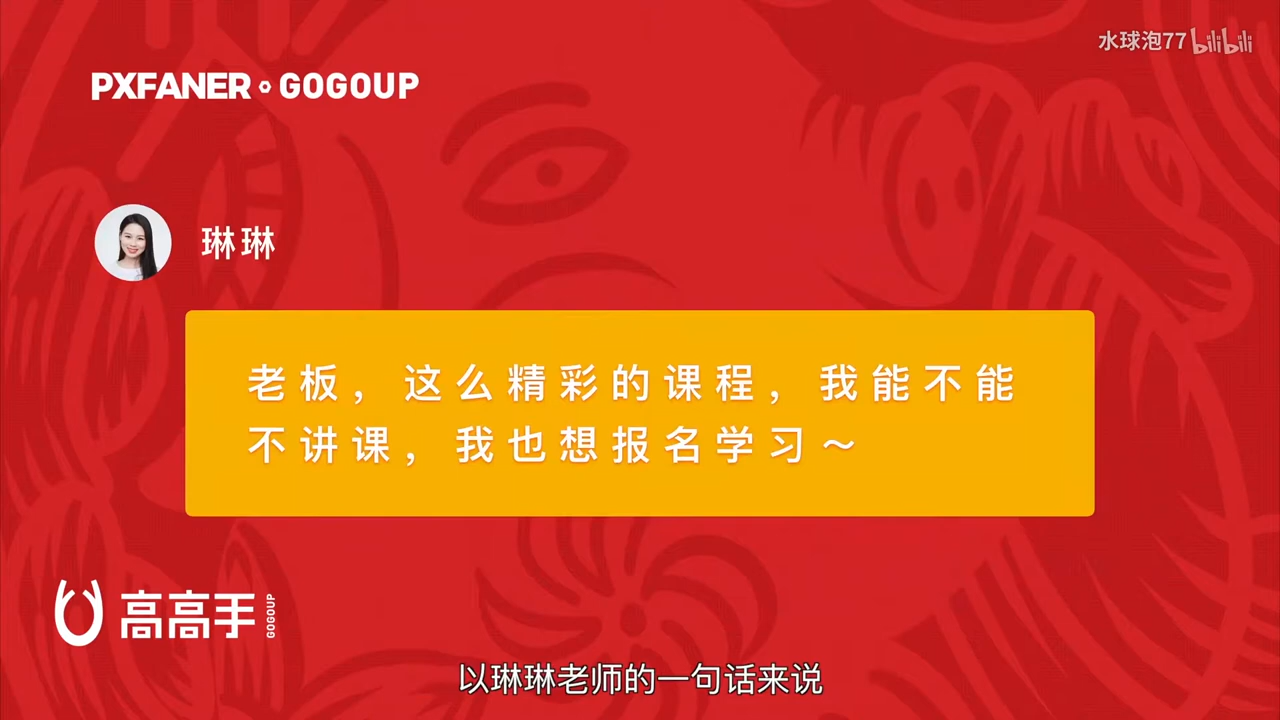 水球泡77 bilibili
PXFANER GOGOUP
琳琳
老板，这么精彩的课程，我能不能
不讲课，我也想报名学习～
高高手 GOGOUP
以琳琳老师的一句话来说